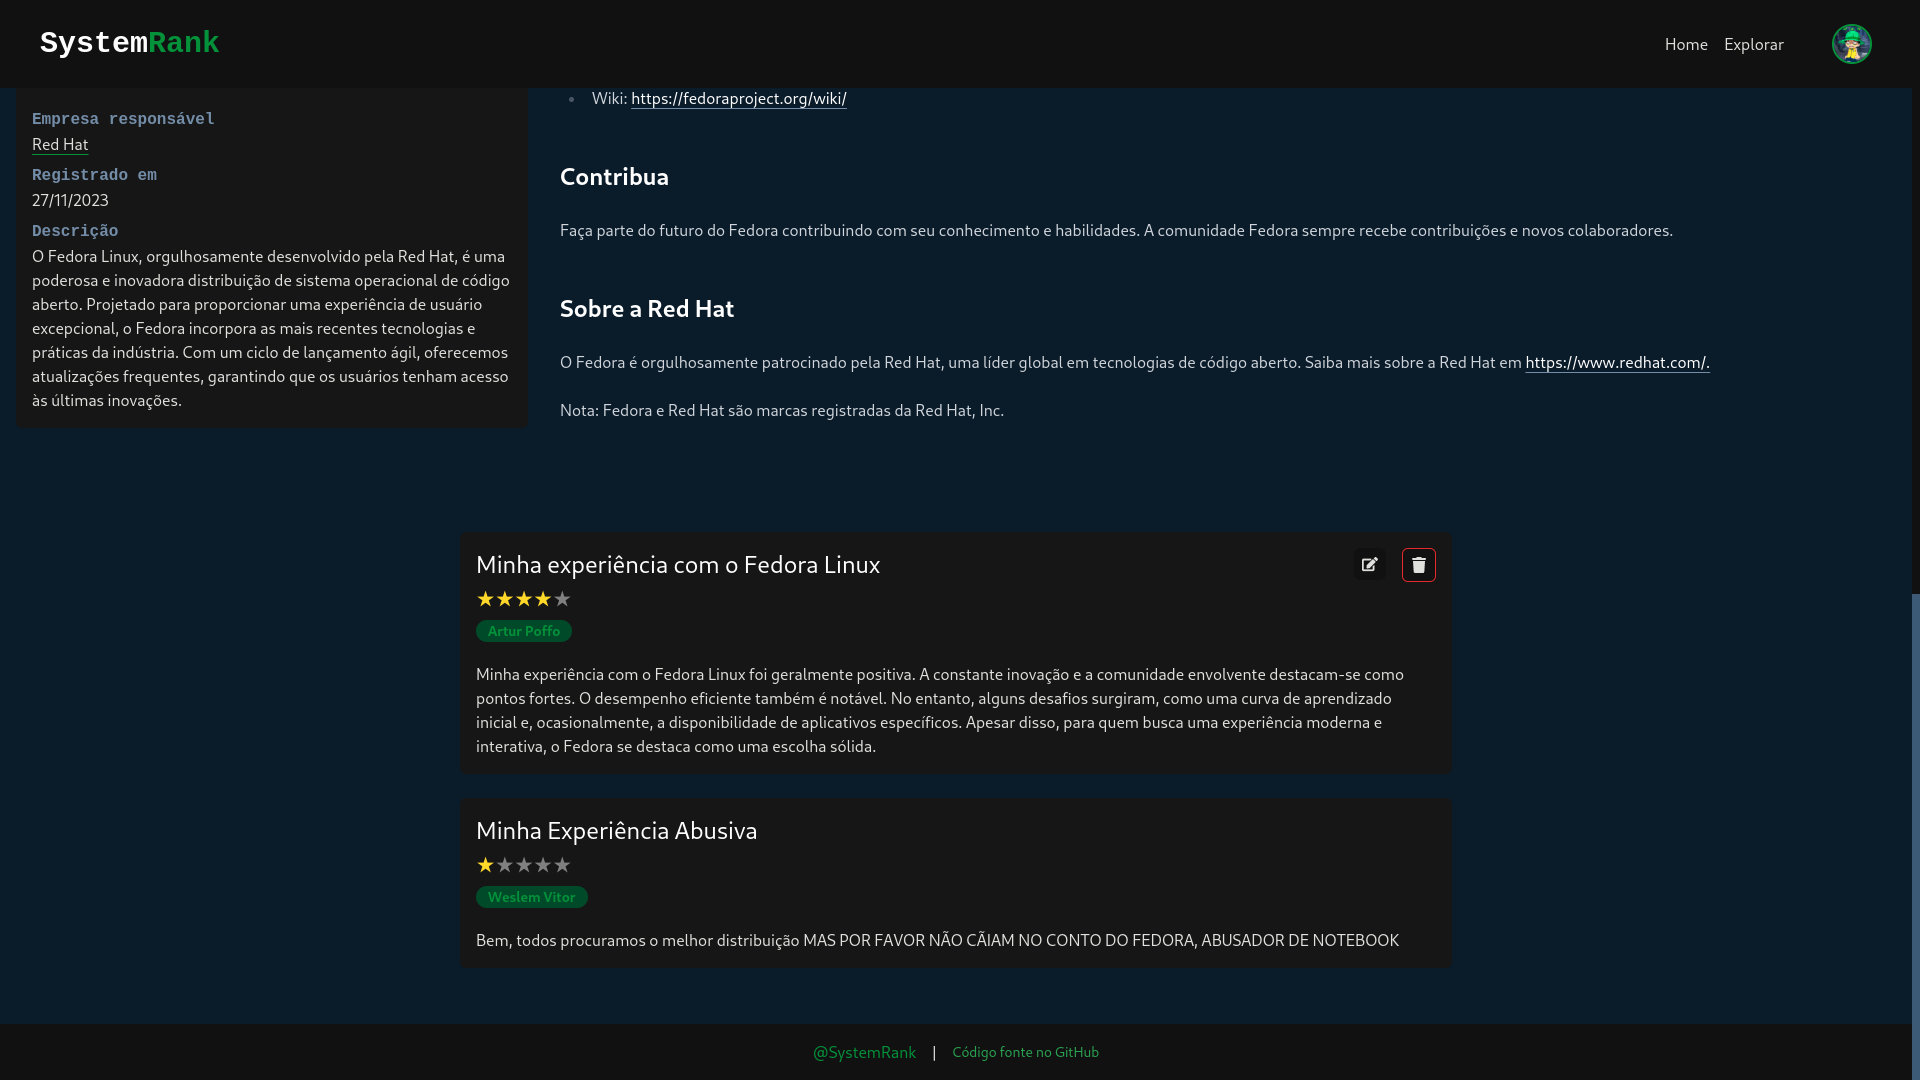 SystemRank
Home
Explorar
Empresa responsável
Red Hat
Registrado em
27/11/2023
Descrição
O Fedora Linux, orgulhosamente desenvolvido pela Red Hat, é uma
poderosa e inovadora distribuição de sistema operacional de código
aberto. Projetado para proporcionar uma experiência de usuário
excepcional, o Fedora incorpora as mais recentes tecnologias e
práticas da indústria. Com um ciclo de lançamento ágil, oferecemos
atualizações frequentes, garantindo que os usuários tenham acesso
às últimas inovações.
Wiki: https://fedoraproject.org/wiki/
Contribua
Faça parte do futuro do Fedora contribuindo com seu conhecimento e habilidades. A comunidade Fedora sempre recebe contribuições e novos colaboradores.
Sobre a Red Hat
O Fedora é orgulhosamente patrocinado pela Red Hat, uma líder global em tecnologias de código aberto. Saiba mais sobre a Red Hat em https://www.redhat.com/.
Nota: Fedora e Red Hat são marcas registradas da Red Hat, Inc.
Minha experiência com o Fedora Linux
★★★★★
Artur Poffo
Minha experiência com o Fedora Linux foi geralmente positiva. A constante inovação e a comunidade envolvente destacam-se como
pontos fortes. O desempenho eficiente também é notável. No entanto, alguns desafios surgiram, como uma curva de aprendizado
inicial e, ocasionalmente, a disponibilidade de aplicativos específicos. Apesar disso, para quem busca uma experiência moderna e
interativa, o Fedora se destaca como uma escolha sólida.
Minha Experiência Abusiva
★★★★★
Weslem Vitor
Bem, todos procuramos o melhor distribuição MAS POR FAVOR NÃO CÃIAM NO CONTO DO FEDORA, ABUSADOR DE NOTEBOOK
@SystemRank | Código fonte no GitHub